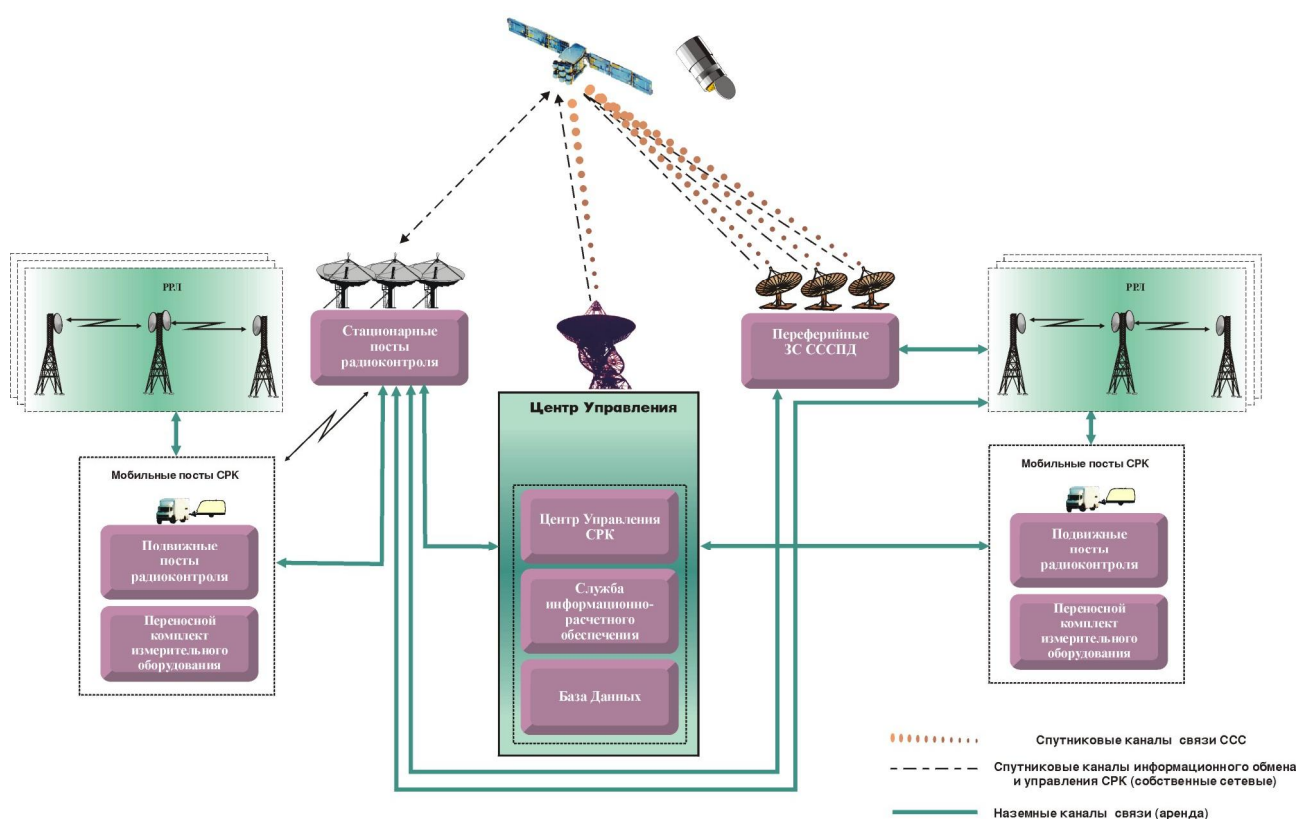 РРЛ
Стационарные
посты
радиоконтроля
Переферийные
ЗС СССПД
РРЛ
Центр Управления
Мобильные посты СРК
Подвижные
посты
радиоконтроля
Переносной
комплект
измерительного
оборудования
Центр Управления
СРК
Служба
информационно-
расчетного
обеспечения
База Данных
Мобильные посты СРК
Подвижные
посты
радиоконтроля
Переносной
комплект
измерительного
оборудования
Спутниковые каналы связи ССС
Спутниковые каналы информационного обмена
и управления СРК (собственные сетевые)
Наземные каналы связи (аренда)